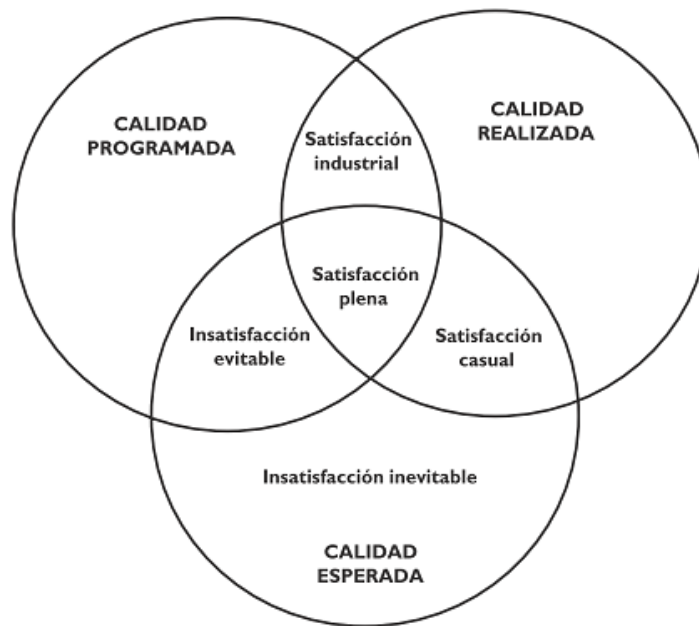 CALIDAD
PROGRAMADA
CALIDAD
REALIZADA
Satisfacción
industrial
Satisfacción
plena
Insatisfacción
evitable
Satisfacción
casual
Insatisfacción inevitable
CALIDAD
ESPERADA